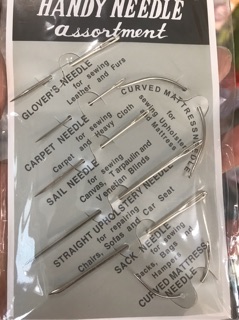 HANDY NEEDLE
assortment
GLOVER'S NEEDLE
for sewing
Leather and Furs
CURVED MATTRESS NEEDLE
for
Sewing Upholstery
and Mattress
CARPET NEEDLE
for sewing
Carpet and Heavy Cloth
SAIL NEEDLE
for sewing
Canvas, Tarpaulin and
Venetian Blinds
STRAIGHT UPHOLSTERY NEEDLE
for repairing
Chairs, Sofas and Car Seat
SACK NEEDLE
for sewing
Sacks, Bags and
Hampers
CURVED MATTRESS
NEEDLE